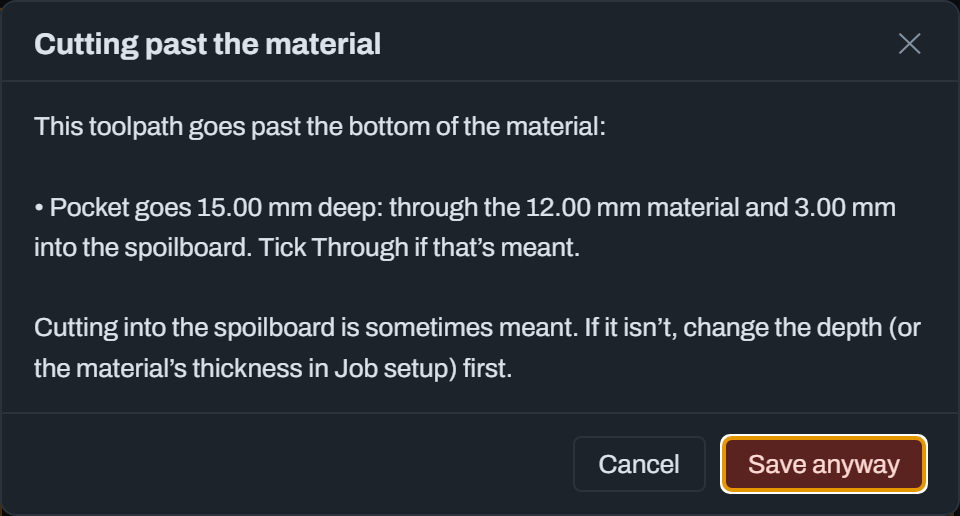 Cutting past the material
This toolpath goes past the bottom of the material:
• Pocket goes 15.00 mm deep: through the 12.00 mm material and 3.00 mm
into the spoilboard. Tick Through if that’s meant.
Cutting into the spoilboard is sometimes meant. If it isn’t, change the depth (or
the material’s thickness in Job setup) first.
Cancel
Save anyway